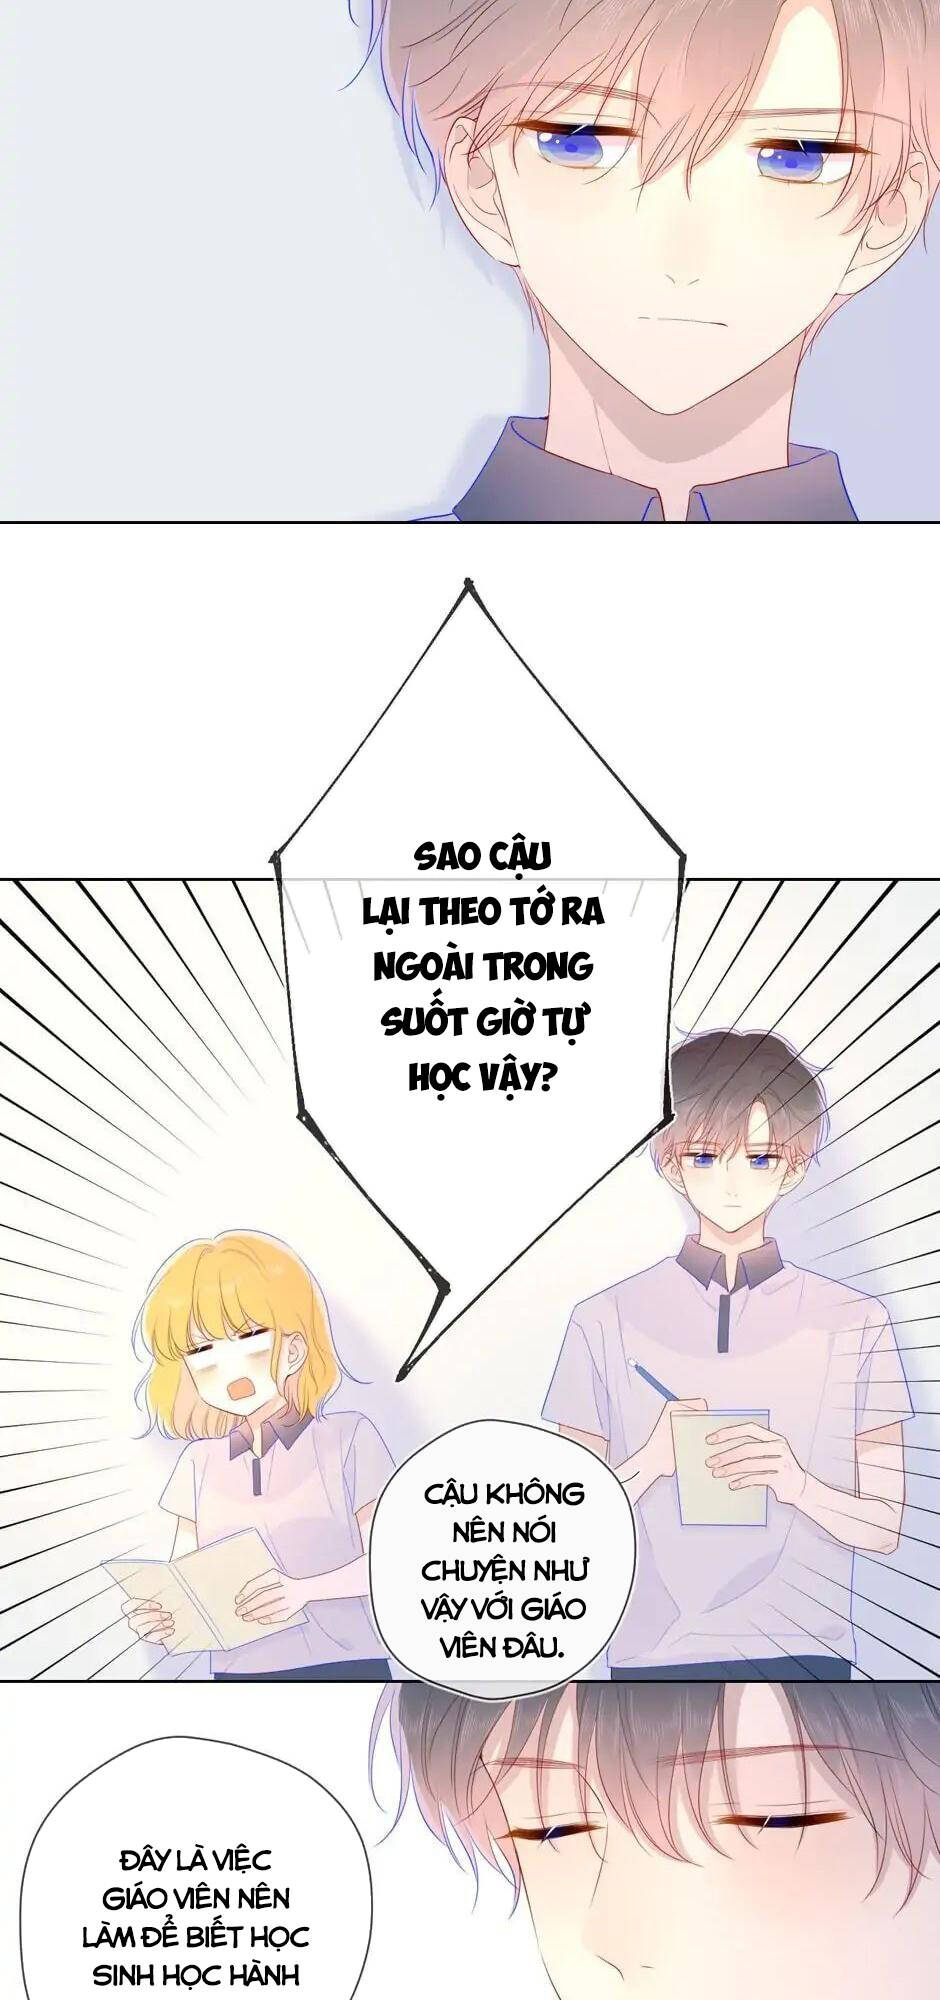 SAO CẬU
LẠI THEO TỚ RA
NGOÀI TRONG
SUỐT GIỜ TỰ
HỌC VẬY?
CẬU KHÔNG
NÊN NÓI
CHUYỆN NHƯ
VẬY VỚI GIÁO
VIÊN ĐÂU.
ĐÂY LÀ VIỆC
GIÁO VIÊN NÊN
LÀM ĐỂ BIẾT HỌC
SINH HỌC HÀNH